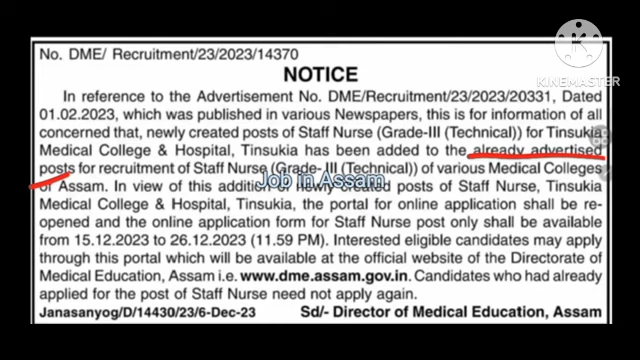 KINEMASTER
No. DME/ Recruitment/23/2023/14370
NOTICE
In reference to the Advertisement No. DME/Recruitment/23/2023/20331, Dated
01.02.2023, which was published in various Newspapers, this is for information of all
concerned that, newly created posts of Staff Nurse (Grade-III (Technical)) for Tinsukia
Medical College & Hospital, Tinsukia has been added to the already advertised
posts for recruitment of Staff Nurse (Grade- III (Technical)) of various Medical Colleges
of Assam. In view of this addition of newly created posts of Staff Nurse, Tinsukia
Job in Assam
Medical College & Hospital, Tinsukia, the portal for online application shall be re-
opened and the online application form for Staff Nurse post only shall be available
from 15.12.2023 to 26.12.2023 (11.59 PM). Interested eligible candidates may apply
through this portal which will be available at the official website of the Directorate of
Medical Education, Assam i.e. www.dme.assam.gov.in. Candidates who had already
applied for the post of Staff Nurse need not apply again.
Janasanyog/D/14430/23/6-Dec-23 Sd/- Director of Medical Education, Assam